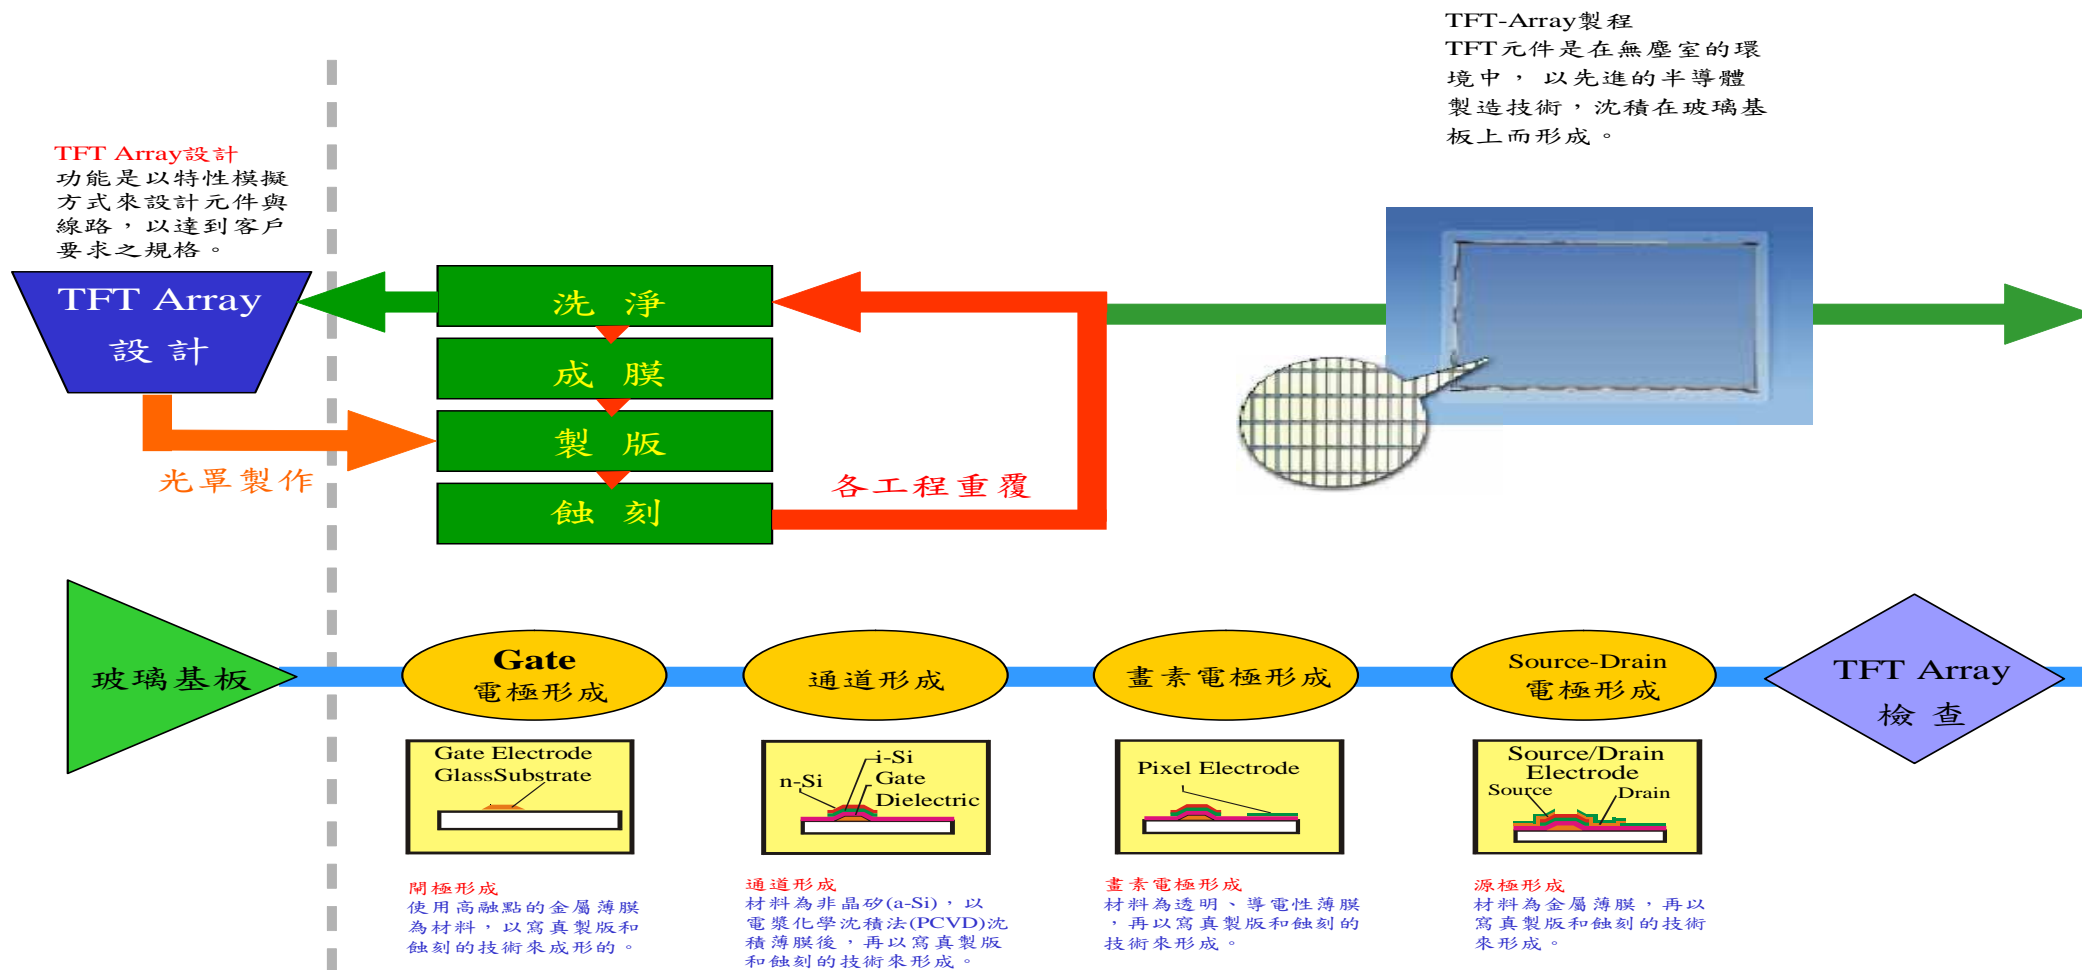 TFT-Array製程
TFT元件是在無塵室的環
境中，以先進的半導體
製造技術，沈積在玻璃基
板上而形成。
TFT Array設計
功能是以特性模擬
方式來設計元件與
線路，以達到客戶
要求之規格。
TFT Array
設計
洗淨
成膜
製版
蝕刻
光罩製作
各工程重覆
玻璃基板
Gate
電極形成
通道形成
畫素電極形成
Source-Drain
電極形成
TFT Array
檢查
Gate Electrode
GlassSubstrate
i-Si
n-Si
Gate
Dielectric
Pixel Electrode
Source/Drain
Electrode
Source
Drain
閘極形成
使用高融點的金屬薄膜
為材料，以寫真製版和
蝕刻的技術來成形的。
通道形成
材料為非晶矽(a-Si)，以
電漿化學沈積法(PCVD)沈
積薄膜後，再以寫真製版
和蝕刻的技術來形成。
畫素電極形成
材料為透明、導電性薄膜
，再以寫真製版和蝕刻的
技術來形成。
源極形成
材料為金屬薄膜，再以
寫真製版和蝕刻的技術
來形成。